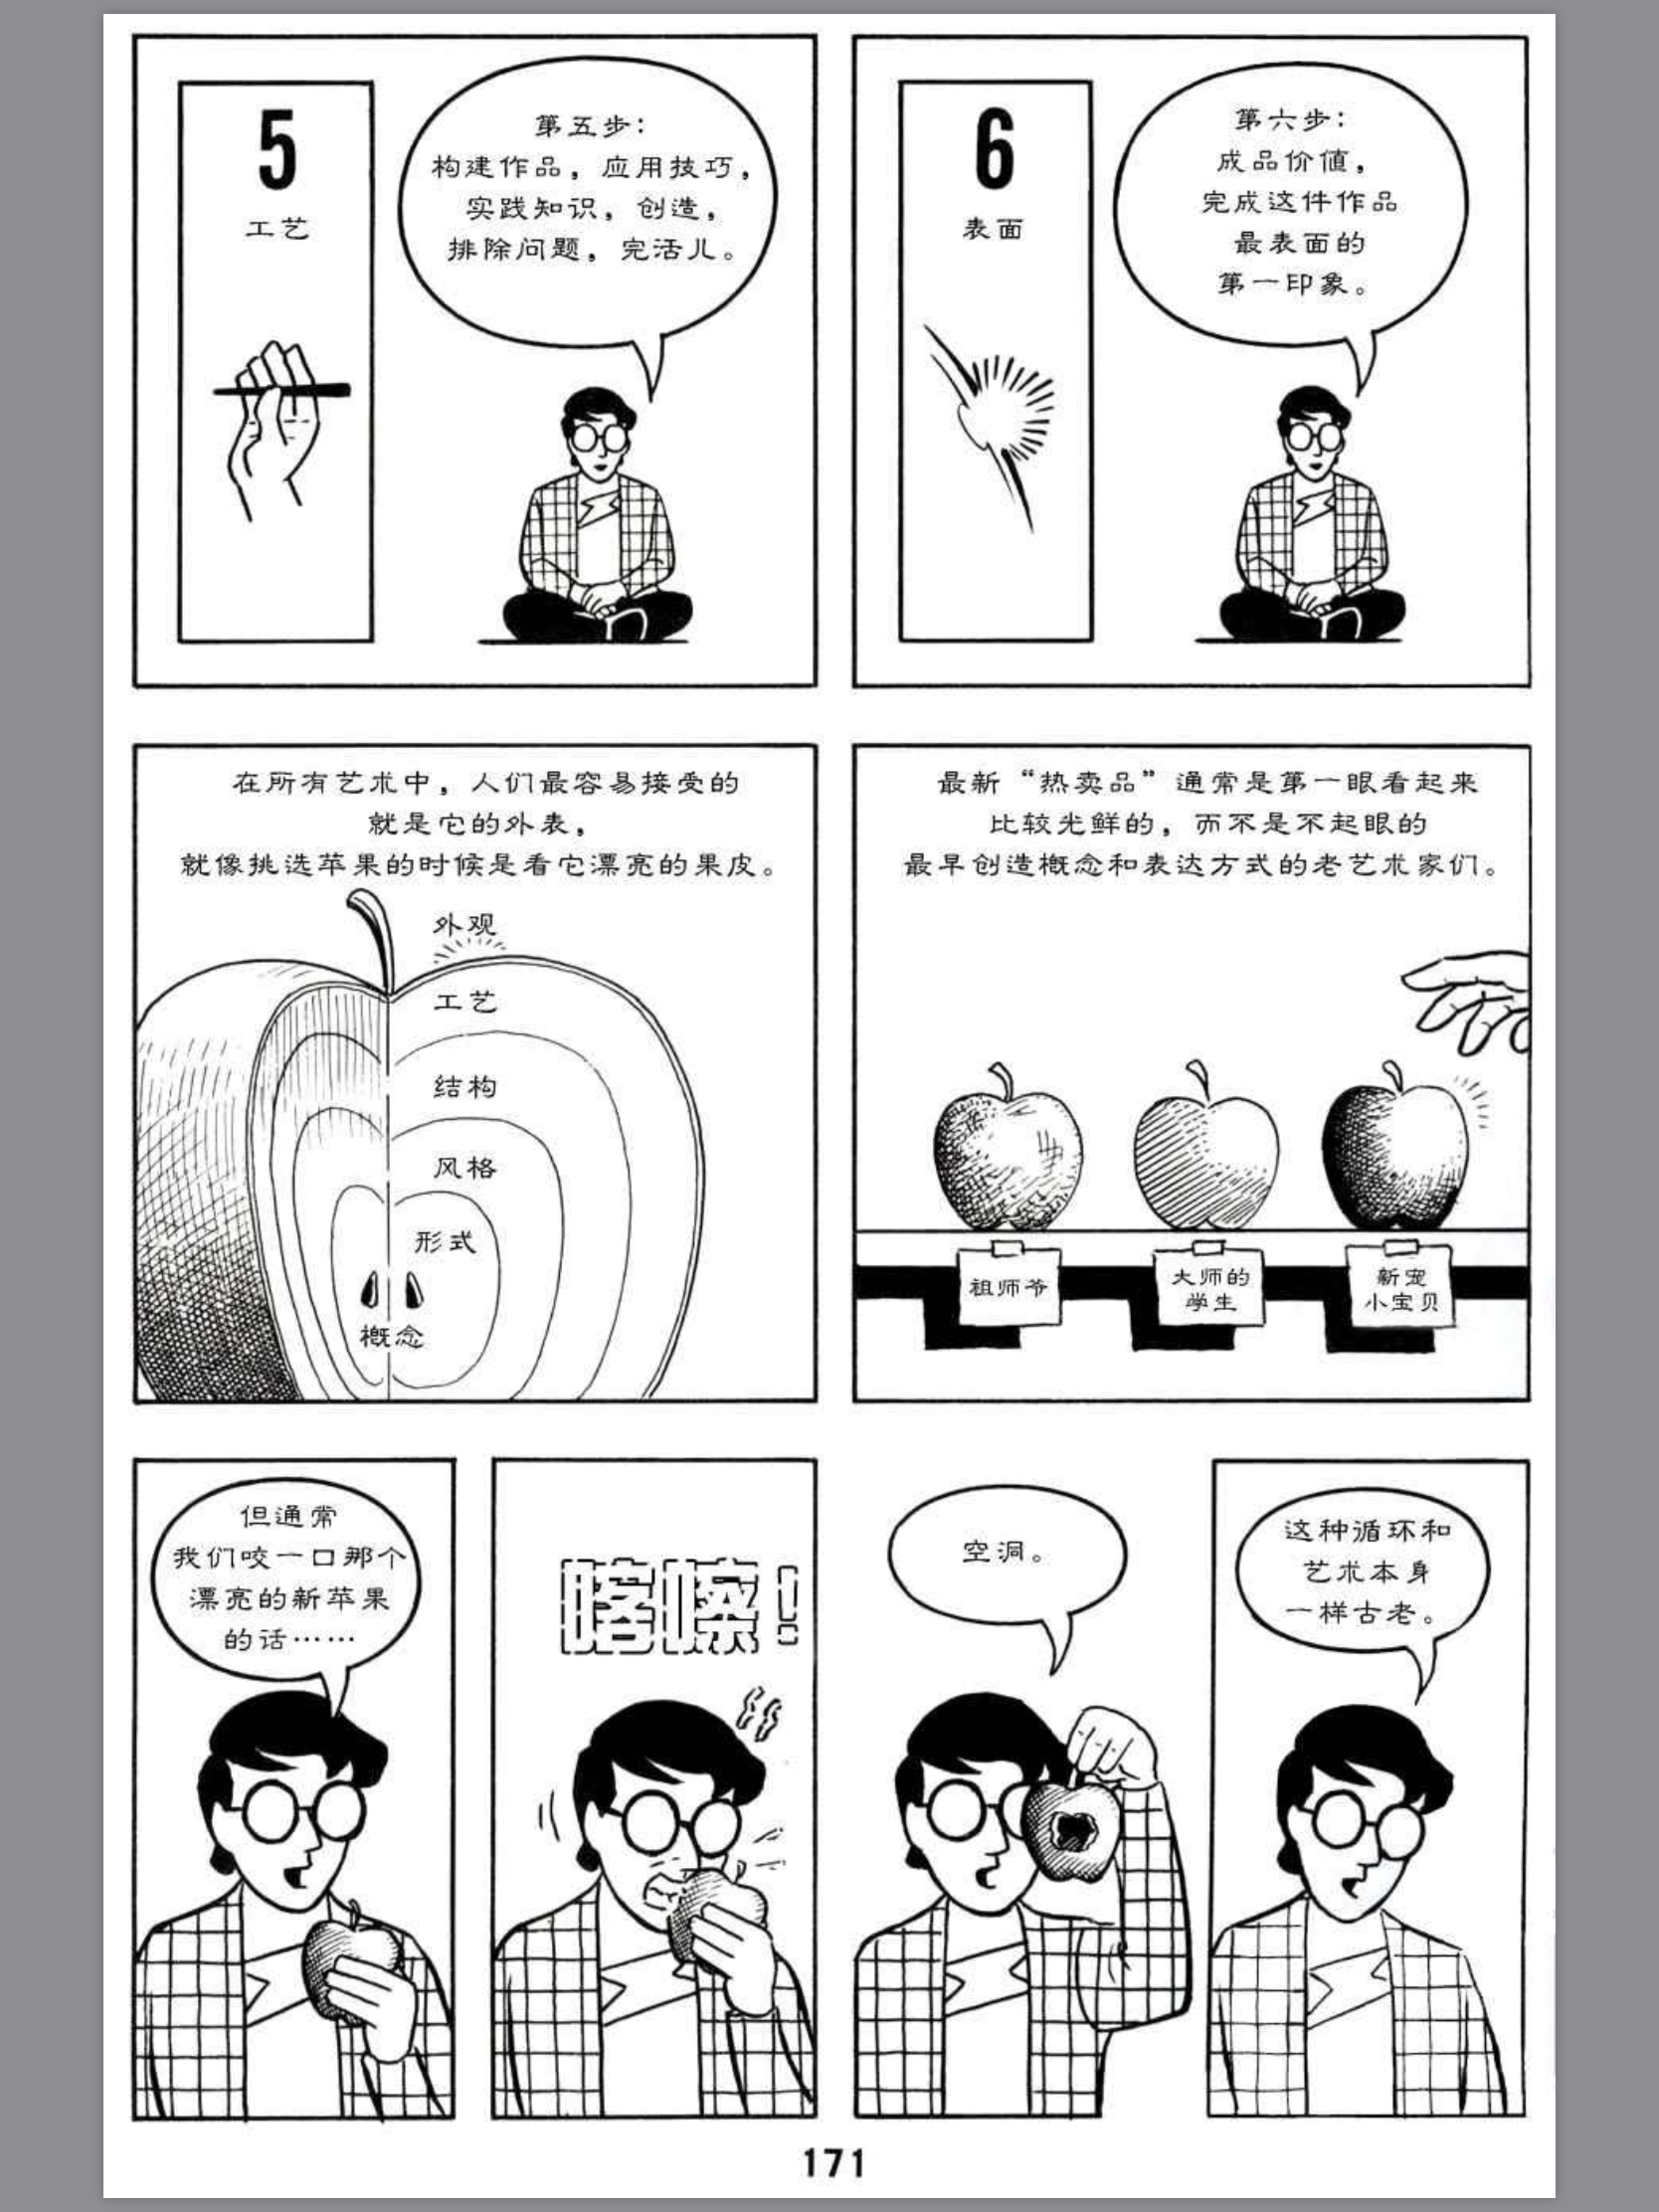 5
工艺
第五步：
构建作品，应用技巧，
实践知识，创造，
排除问题，完活儿。
6
表面
第六步：
成品价值，
完成这件作品
最表面的
第一印象。
在所有艺术中，人们最容易接受的
就是它的外表，
就像挑选苹果的时候是看它漂亮的果皮。
外观
工艺
结构
风格
形式
概念
最新“热卖品”通常是第一眼看起来
比较光鲜的，而不是不起眼的
最早创造概念和表达方式的老艺术家们。
祖师爷
大师的
学生
新宠
小宝贝
但通常
我们咬一口那个
漂亮的新苹果
的话……
喀嚓！
空洞。
这种循环和
艺术本身
一样古老。
171